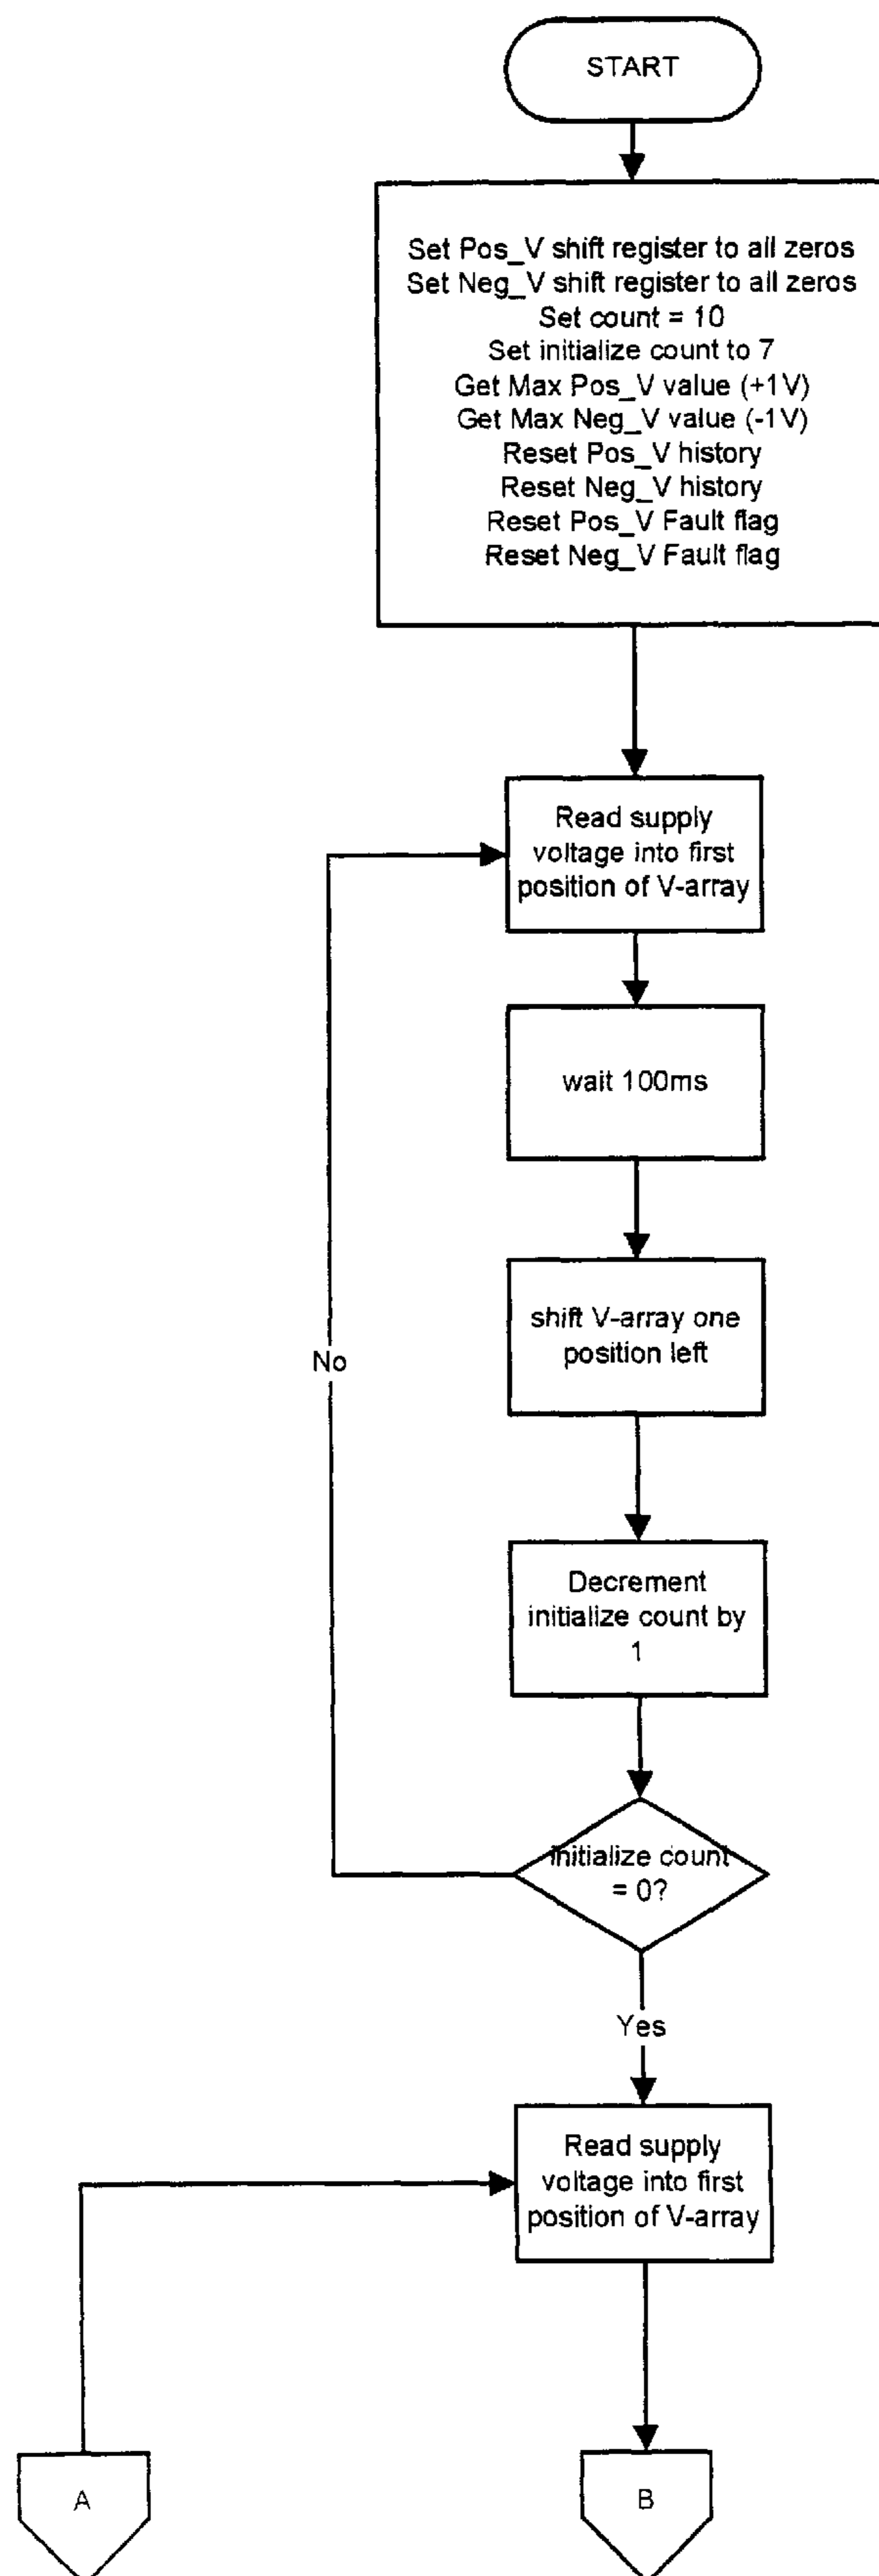 START
Set Pos_V shift register to all zeros
Set Neg_V shift register to all zeros
Set count = 10
Set initialize count to 7
Get Max Pos_V value (+1V)
Get Max Neg_V value (-1V)
Reset Pos_V history
Reset Neg_V history
Reset Pos_V Fault flag
Reset Neg_V Fault flag
Read supply
voltage into first
position of V-array
wait 100ms
shift V-array one
position left
No
Decrement
initialize count by
1
initialize count
= 0?
Yes
Read supply
voltage into first
position of V-array
A
B